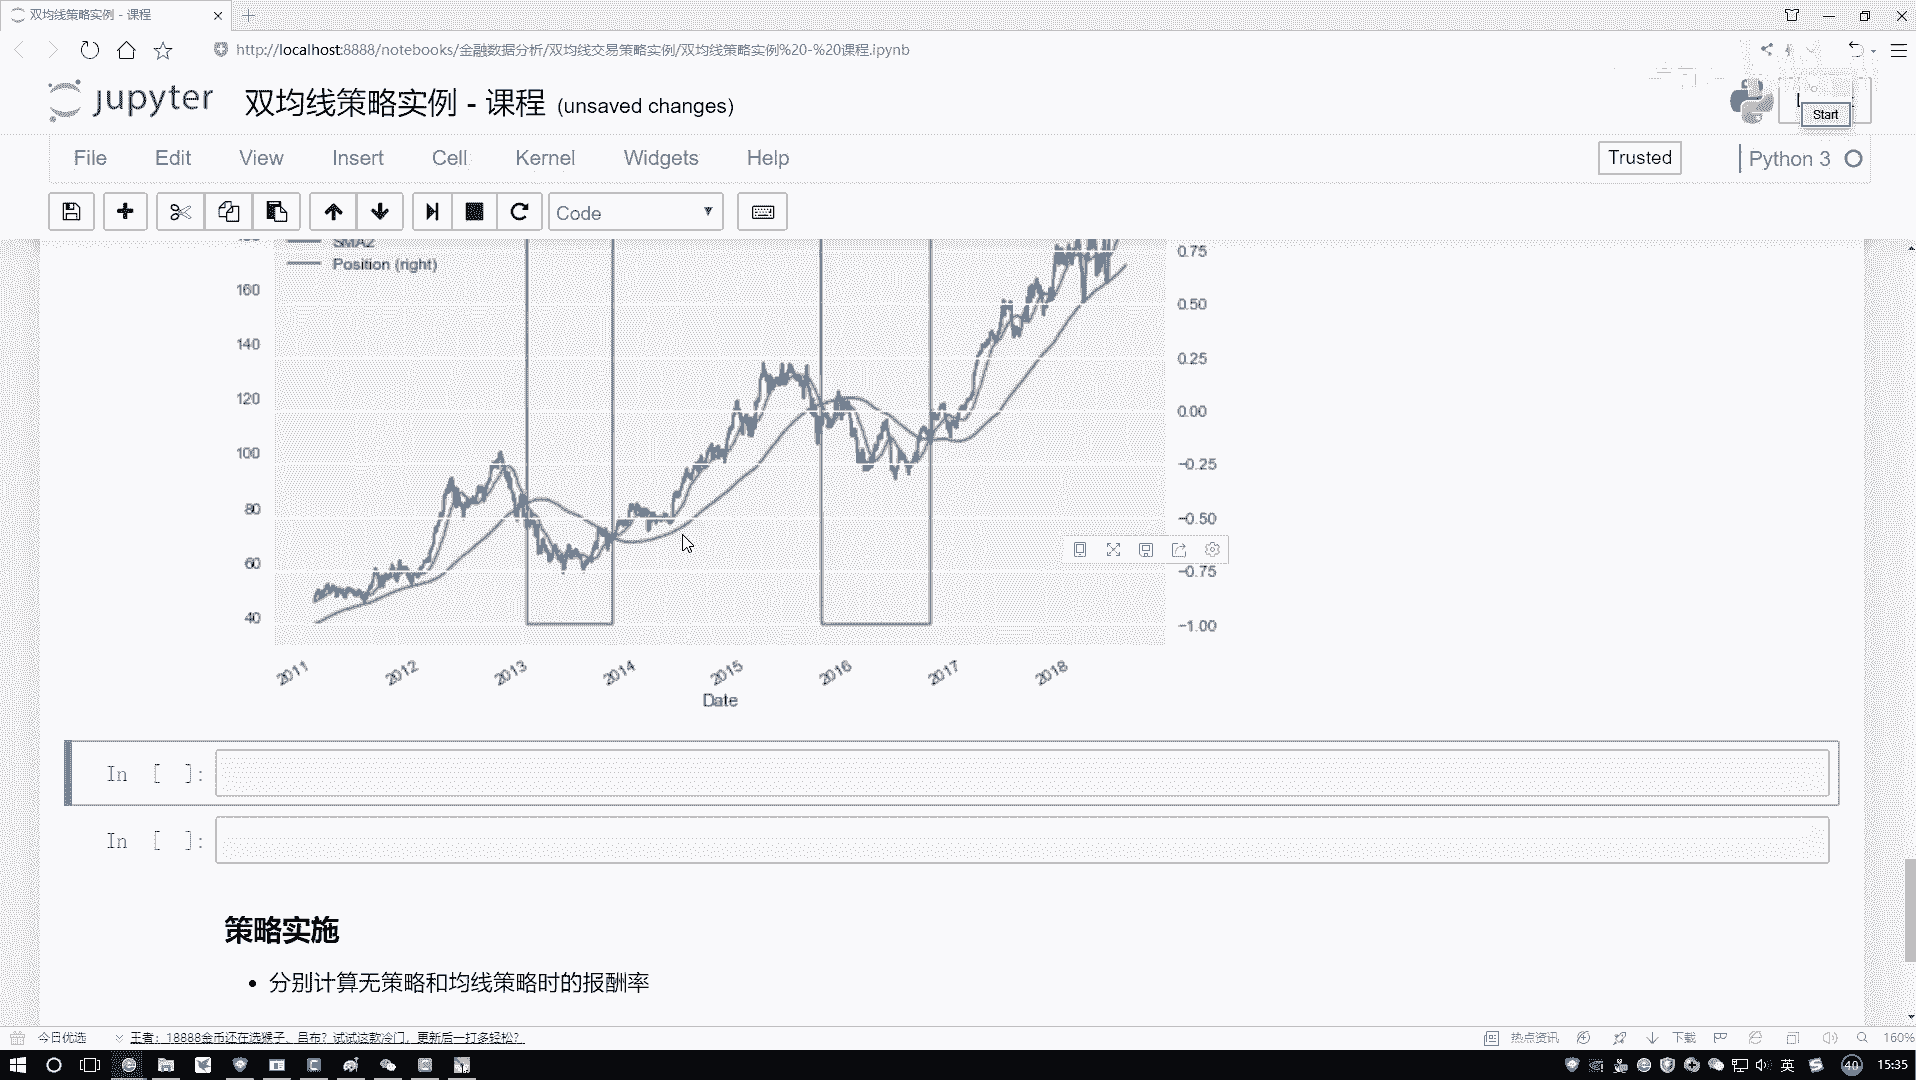 双均线策略实例 - 课程
http://localhost:8888/notebooks/金融数据分析/双均线交易策略实例/双均线策略实例%20-%20课程.ipynb
jupyter 双均线策略实例 - 课程 (unsaved changes)
Start
File Edit View Insert Cell Kernel Widgets Help
Trusted Python 3
Code
SMA2
Position (right)
160
140
120
100
80
60
40
0.75
0.50
0.25
0.00
-0.25
-0.50
-0.75
-1.00
2011 2012 2013 2014 2015 2016 2017 2018
Date
In [ ]:
In [ ]:
策略实施
分别计算无策略和均线策略时的报酬率
今日优选 王者：18888金币还在选猴子、吕布？试试这款冷门，更新后一打多轻松？
热点资讯 下载 160%
英 40 15:35